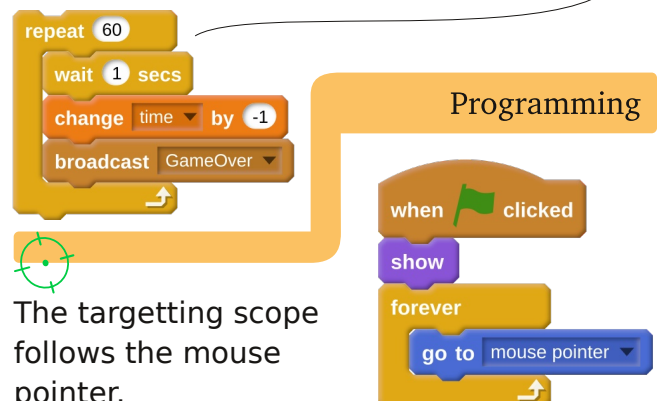 repeat 60
wait 1 secs
change time by -1
broadcast GameOver
Programming
when clicked
show
forever
go to mouse pointer
The targetting scope
follows the mouse
pointer.